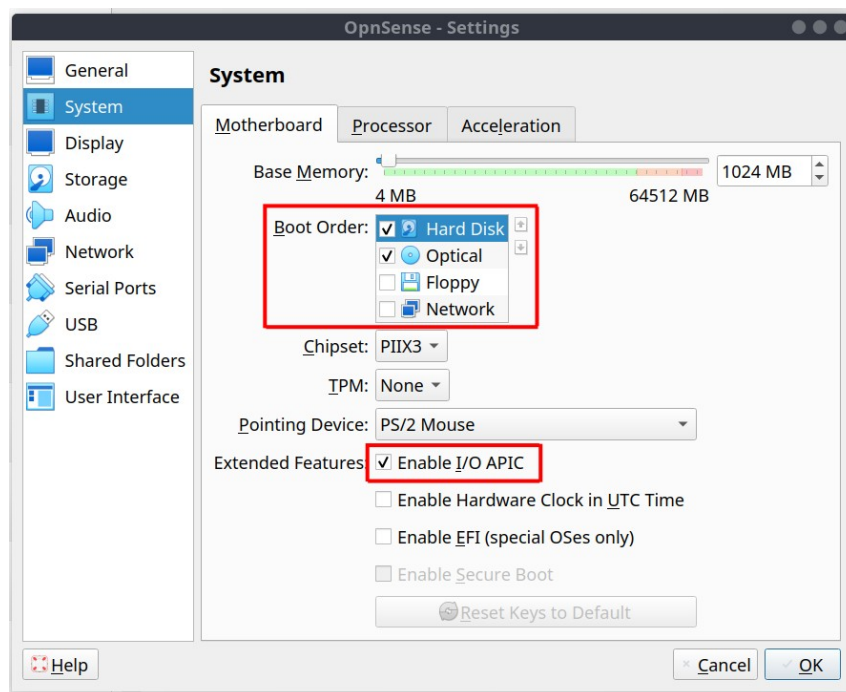 OpnSense - Settings
General
System
Display
Storage
Audio
Network
Serial Ports
USB
Shared Folders
User Interface
System
Motherboard Processor Acceleration
Base Memory: 1024 MB
4 MB 64512 MB
Boot Order: Hard Disk
Optical
Floppy
Network
Chipset: PIIX3
TPM: None
Pointing Device: PS/2 Mouse
Extended Features: Enable I/O APIC
Enable Hardware Clock in UTC Time
Enable EFI (special OSes only)
Enable Secure Boot
Reset Keys to Default
Help Cancel OK